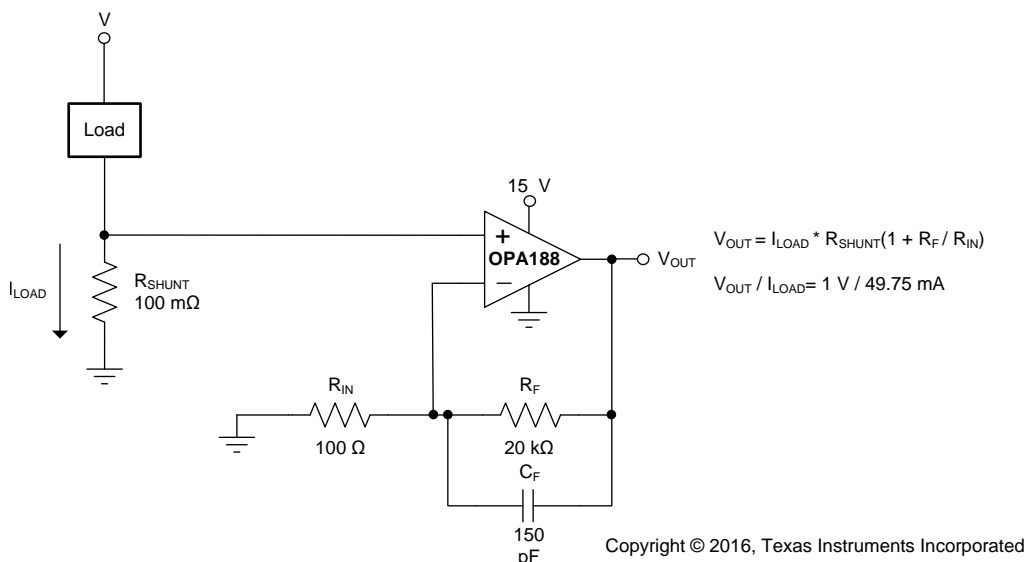 V
Load
15 V
+
OPA188
−
V_OUT
V_OUT = I_LOAD * R_SHUNT(1 + R_F / R_IN)
V_OUT / I_LOAD= 1 V / 49.75 mA
I_LOAD
R_SHUNT
100 mΩ
R_IN
100 Ω
R_F
20 kΩ
C_F
150
pF
Copyright © 2016, Texas Instruments Incorporated